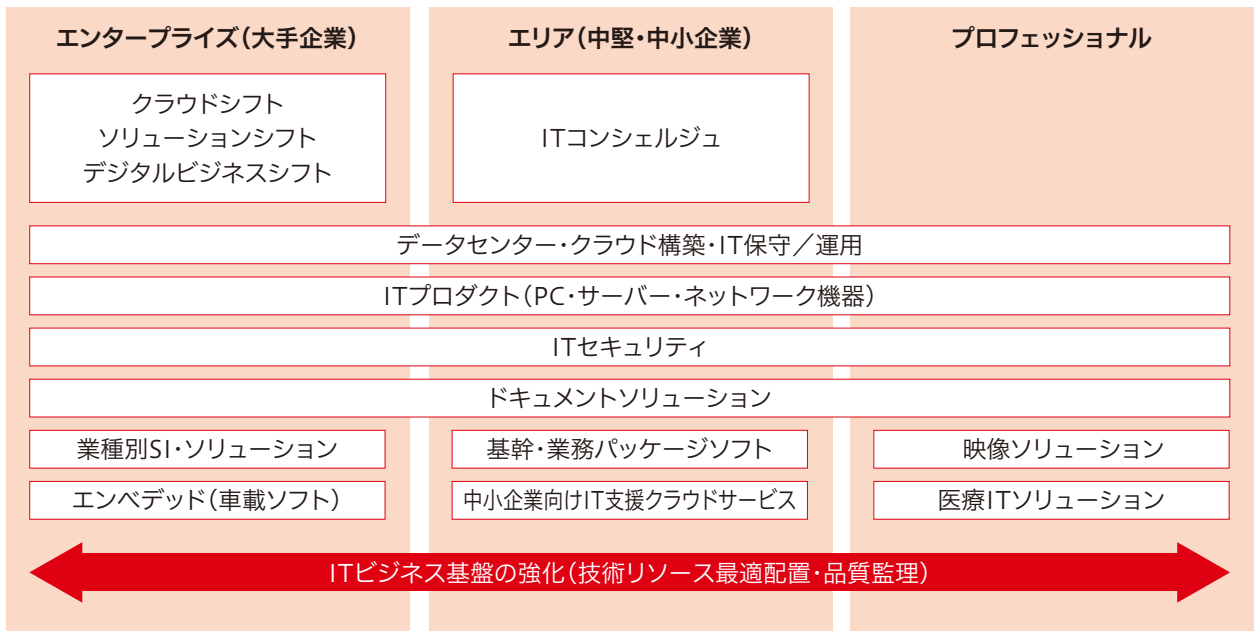 エンタープライズ（大手企業）
エリア（中堅・中小企業）
プロフェッショナル
クラウドシフト
ソリューションシフト
デジタルビジネスシフト
ITコンシェルジュ
データセンター・クラウド構築・IT保守／運用
ITプロダクト（PC・サーバー・ネットワーク機器）
ITセキュリティ
ドキュメントソリューション
業種別SI・ソリューション
基幹・業務パッケージソフト
映像ソリューション
エンベデッド（車載ソフト）
中小企業向けIT支援クラウドサービス
医療ITソリューション
ITビジネス基盤の強化（技術リソース最適配置・品質監理）